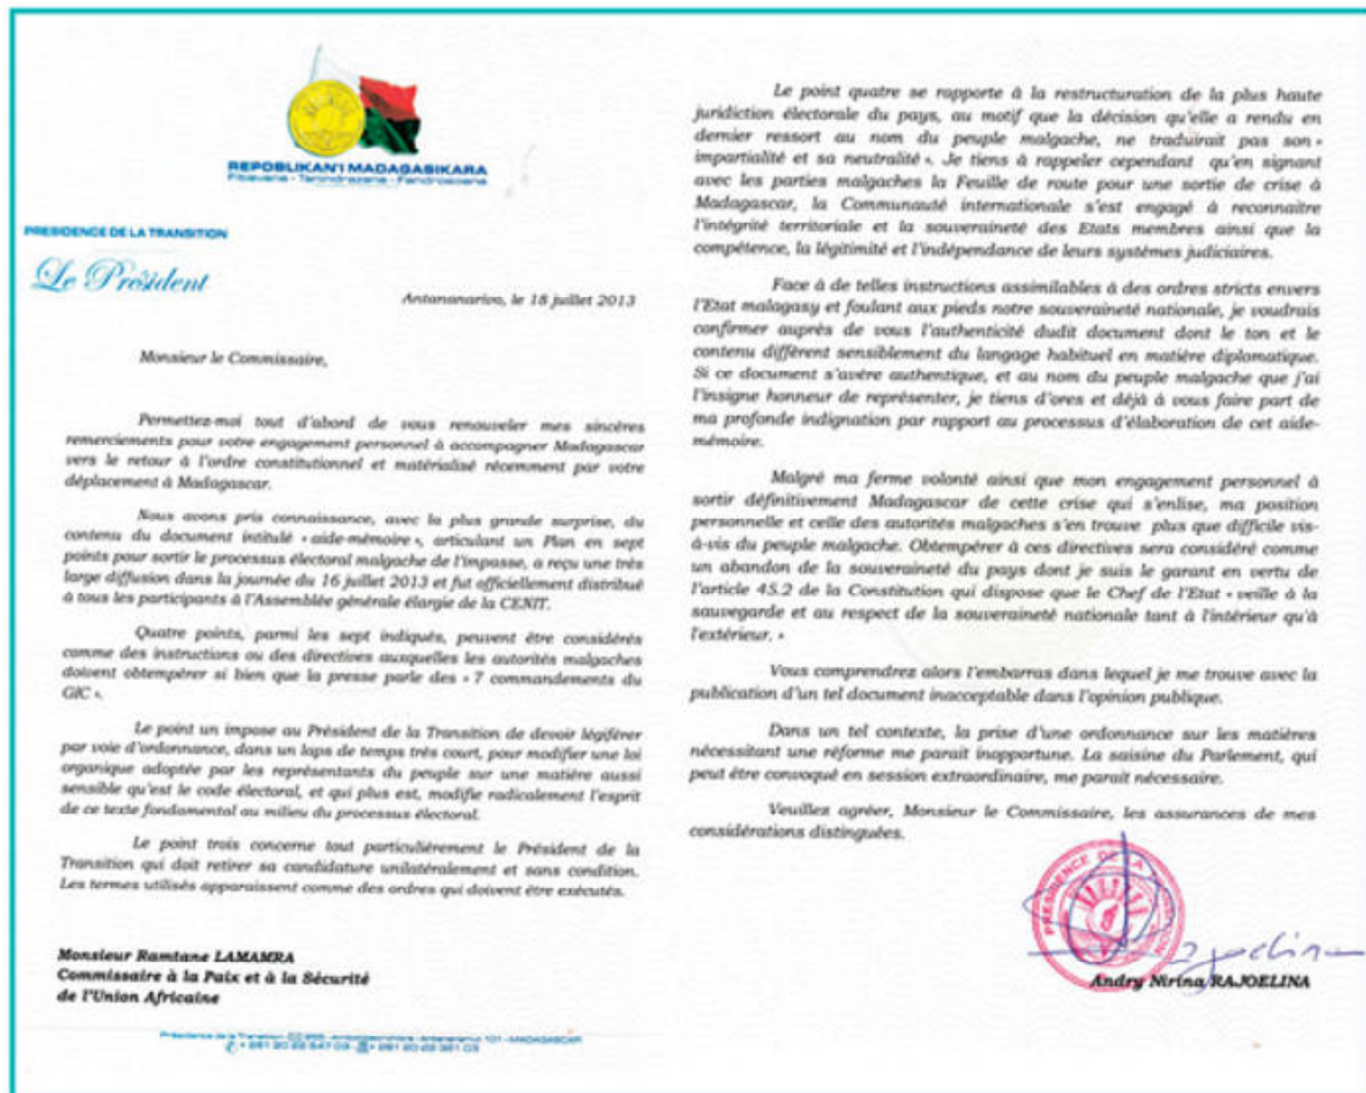 REPOBLIKAN'I MADAGASIKARA
Fitiavana - Tanindrazana - Fandrosoana
PRESIDENCE DE LA TRANSITION
Le Président
Antananarivo, le 18 juillet 2013
Monsieur le Commissaire,
Permettez-moi tout d'abord de vous renouveler mes sincères
remerciements pour votre engagement personnel à accompagner Madagascar
vers le retour à l'ordre constitutionnel et matérialisé récemment par votre
déplacement à Madagascar.
Nous avons pris connaissance, avec la plus grande surprise, du
contenu du document intitulé « aide-mémoire «, articulant un Plan en sept
points pour sortir le processus électoral malgache de l'impasse, a reçu une très
large diffusion dans la journée du 16 juillet 2013 et fut officiellement distribué
à tous les participants à l'Assemblée générale élargie de la CENIT.
Quatre points, parmi les sept indiqués, peuvent être considérés
comme des instructions ou des directives auxquelles les autorités malgaches
doivent obtempérer si bien que la presse parle des « 7 commandements du
GIC «.
Le point un impose au Président de la Transition de devoir légiférer
par voie d'ordonnance, dans un laps de temps très court, pour modifier une loi
organique adoptée par les représentants du peuple sur une matière aussi
sensible qu'est le code électoral, et qui plus est, modifie radicalement l'esprit
de ce texte fondamental au milieu du processus électoral.
Le point trois concerne tout particulièrement le Président de la
Transition qui doit retirer sa candidature unilatéralement et sans condition.
Les termes utilisés apparaissent comme des ordres qui doivent être exécutés.
Monsieur Ramtane LAMAMRA
Commissaire à la Paix et à la Sécurité
de l'Union Africaine
Présidence de la Transition 101 - MADAGASCAR
Le point quatre se rapporte à la restructuration de la plus haute
juridiction électorale du pays, au motif que la décision qu'elle a rendu en
dernier ressort au nom du peuple malgache, ne traduirait pas son «
impartialité et sa neutralité «. Je tiens à rappeler cependant qu'en signant
avec les parties malgaches la Feuille de route pour une sortie de crise à
Madagascar, la Communauté internationale s'est engagé à reconnaitre
l'intégrité territoriale et la souveraineté des Etats membres ainsi que la
compétence, la légitimité et l'indépendance de leurs systèmes judiciaires.
Face à de telles instructions assimilables à des ordres stricts envers
l'Etat malagasy et foulant aux pieds notre souveraineté nationale, je voudrais
confirmer auprès de vous l'authenticité dudit document dont le ton et le
contenu diffèrent sensiblement du langage habituel en matière diplomatique.
Si ce document s'avère authentique, et au nom du peuple malgache que j'ai
l'insigne honneur de représenter, je tiens d'ores et déjà à vous faire part de
ma profonde indignation par rapport au processus d'élaboration de cet aide-
mémoire.
Malgré ma ferme volonté ainsi que mon engagement personnel à
sortir définitivement Madagascar de cette crise qui s'enlise, ma position
personnelle et celle des autorités malgaches s'en trouve plus que difficile vis-
à-vis du peuple malgache. Obtempérer à ces directives sera considéré comme
un abandon de la souveraineté du pays dont je suis le garant en vertu de
l'article 45.2 de la Constitution qui dispose que le Chef de l'Etat « veille à la
sauvegarde et au respect de la souveraineté nationale tant à l'intérieur qu'à
l'extérieur. »
Vous comprendrez alors l'embarras dans lequel je me trouve avec la
publication d'un tel document inacceptable dans l'opinion publique.
Dans un tel contexte, la prise d'une ordonnance sur les matières
nécessitant une réforme me parait inopportune. La saisine du Parlement, qui
peut être convoqué en session extraordinaire, me parait nécessaire.
Veuillez agréer, Monsieur le Commissaire, les assurances de mes
considérations distinguées.
PRESIDENCE DE LA TRANSITION
Andry Nirina RAJOELINA